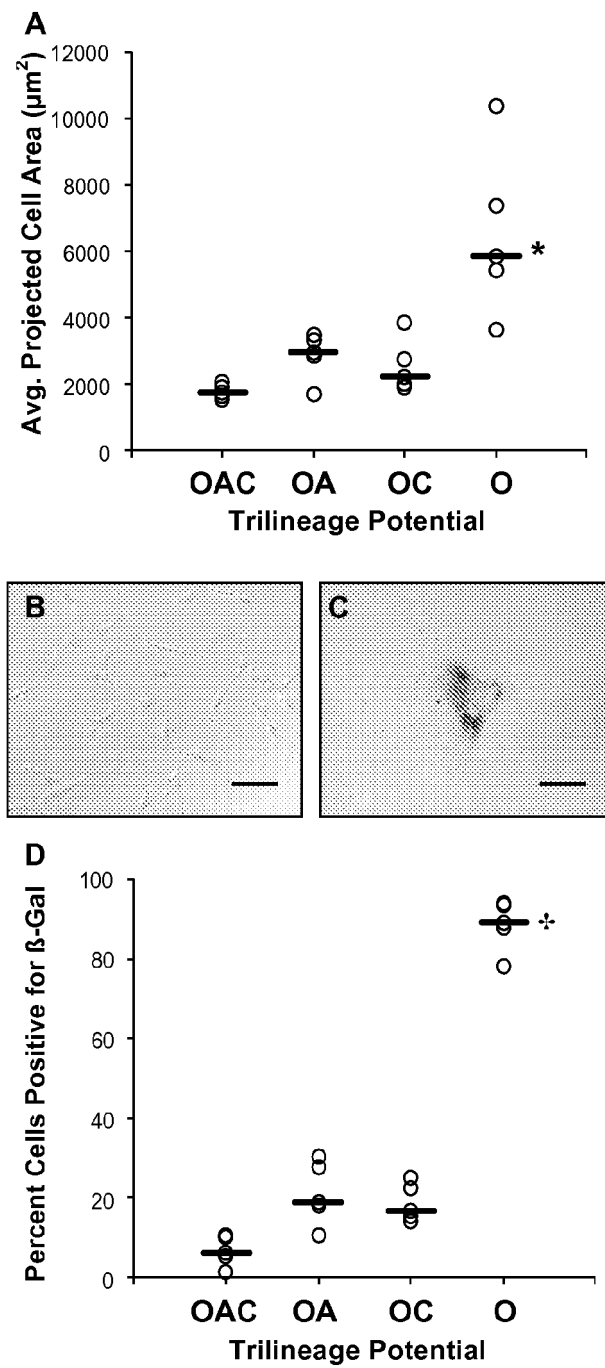 A
Avg. Projected Cell Area (µm²)
12000
10000
8000
6000
4000
2000
0
*
OAC OA OC O
Trilineage Potential
B
C
D
Percent Cells Positive for ß-Gal
100
80
60
40
20
0
✢
OAC OA OC O
Trilineage Potential